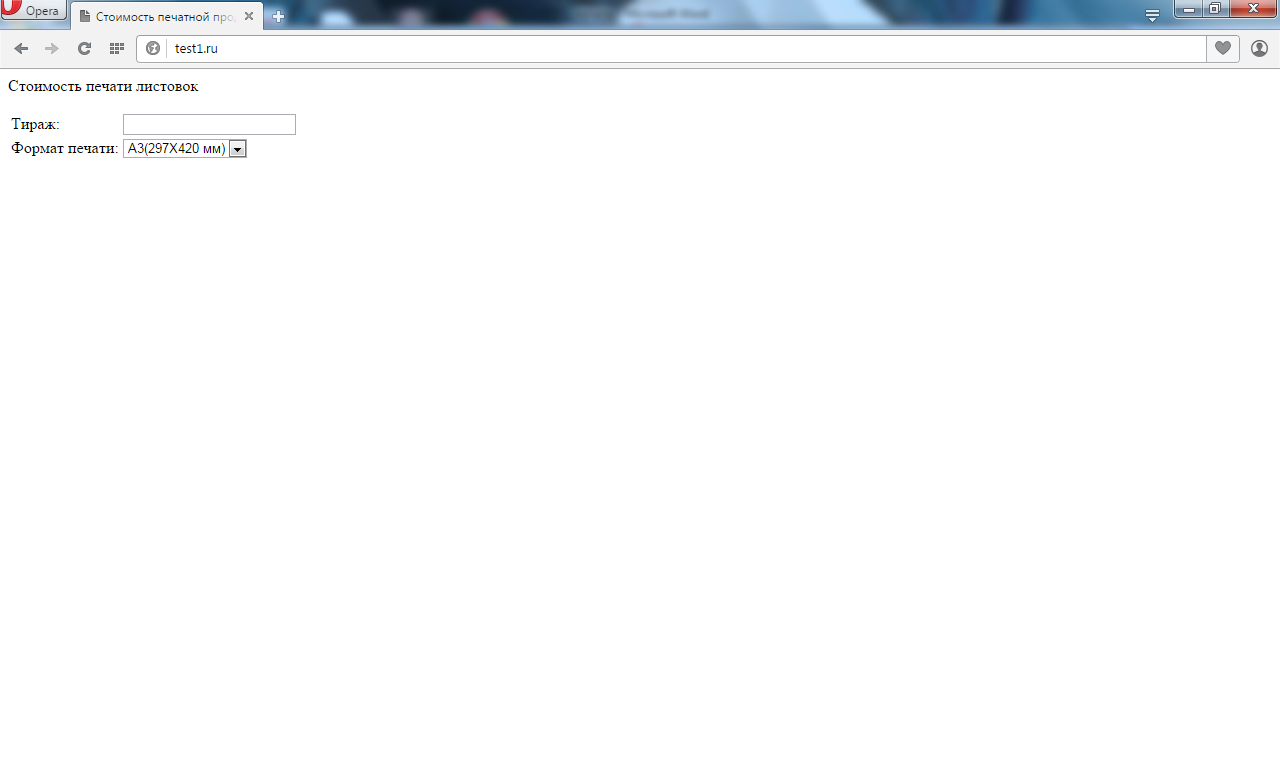 Opera
Стоимость печатной про
test1.ru
Стоимость печати листовок
Тираж:
Формат печати: А3(297Х420 мм)